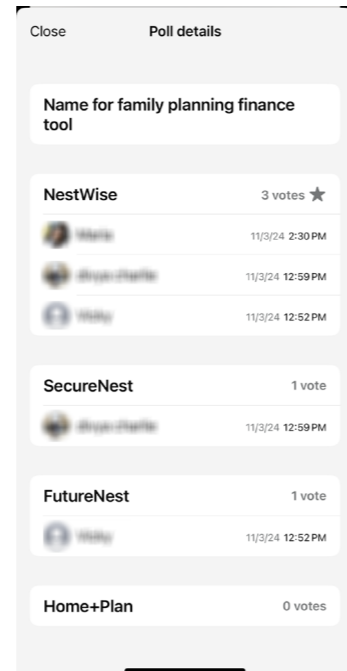 Close Poll details
Name for family planning finance
tool
NestWise 3 votes
11/3/24 2:30 PM
11/3/24 12:59 PM
11/3/24 12:52 PM
SecureNest 1 vote
11/3/24 12:59 PM
FutureNest 1 vote
11/3/24 12:52 PM
Home+Plan 0 votes